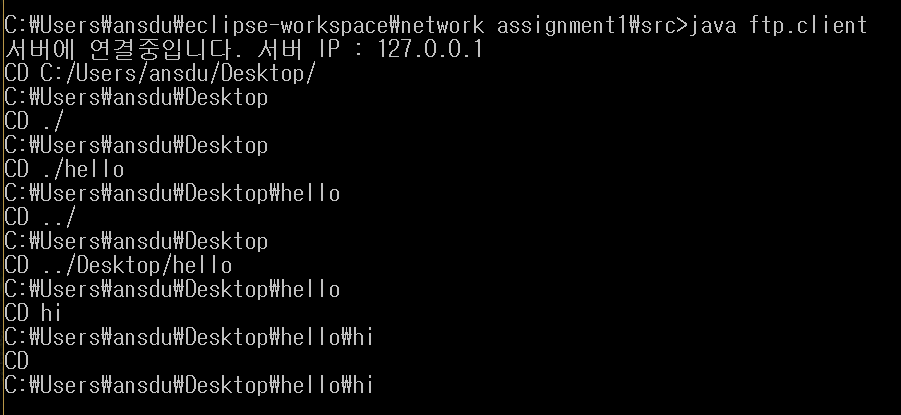 C:₩Users₩ansdu₩eclipse-workspace₩network assignment1₩src>java ftp.client
서버에 연결중입니다. 서버 IP : 127.0.0.1
CD C:/Users/ansdu/Desktop/
C:₩Users₩ansdu₩Desktop
CD ./
C:₩Users₩ansdu₩Desktop
CD ./hello
C:₩Users₩ansdu₩Desktop₩hello
CD ../
C:₩Users₩ansdu₩Desktop
CD ../Desktop/hello
C:₩Users₩ansdu₩Desktop₩hello
CD hi
C:₩Users₩ansdu₩Desktop₩hello₩hi
CD
C:₩Users₩ansdu₩Desktop₩hello₩hi